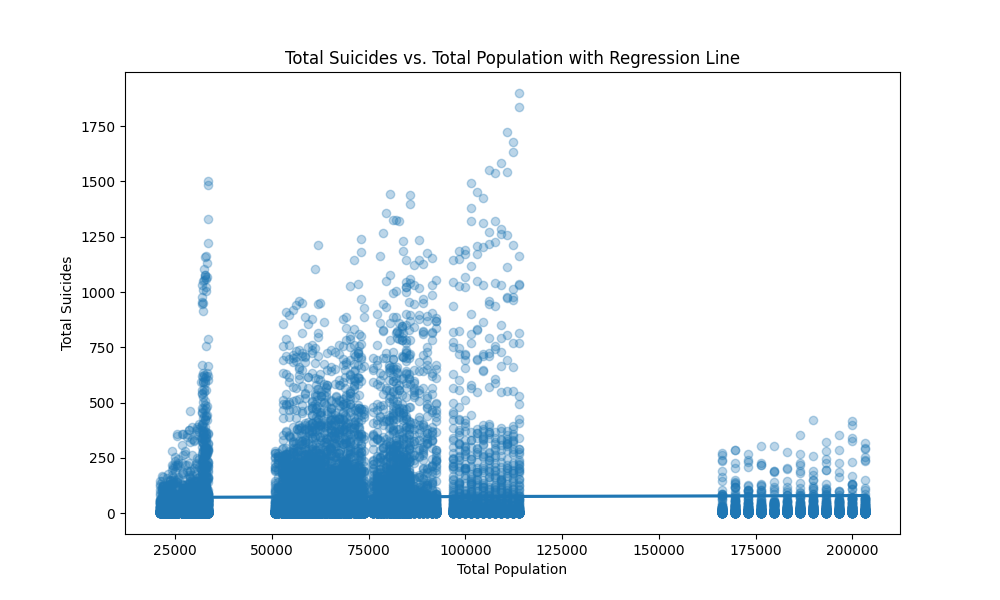 Total Suicides vs. Total Population with Regression Line
Total Suicides
1750
1500
1250
1000
750
500
250
0
25000 50000 75000 100000 125000 150000 175000 200000
Total Population